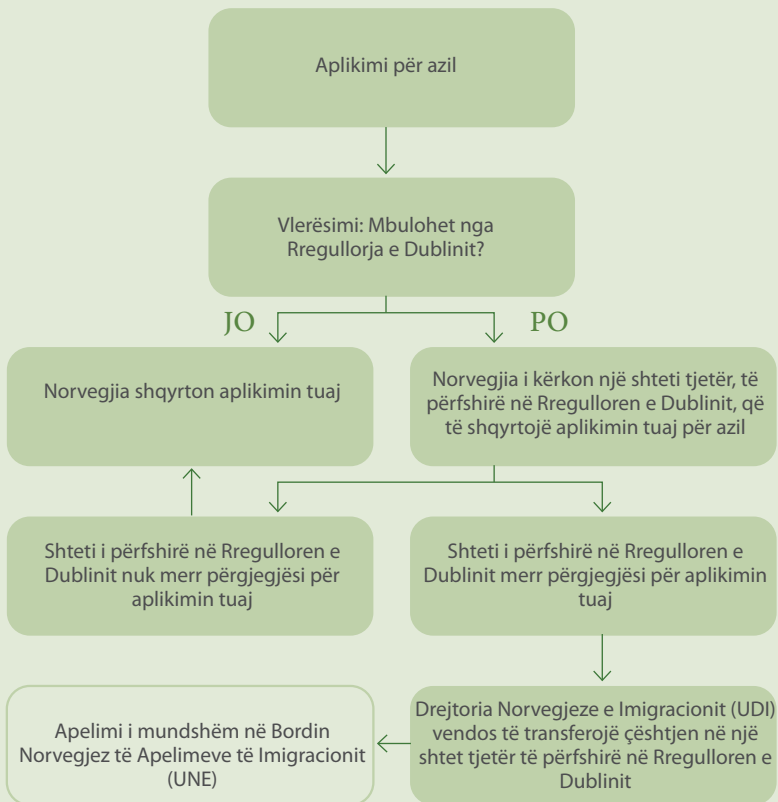 Aplikimi për azil
Vlerësimi: Mbulohet nga
Rregullorja e Dublinit?
JO
PO
Norvegjia shqyrton aplikimin tuaj
Norvegjia i kërkon një shteti tjetër, të
përfshirë në Rregulloren e Dublinit, që
të shqyrtojë aplikimin tuaj për azil
Shteti i përfshirë në Rregulloren e
Dublinit nuk merr përgjegjësi për
aplikimin tuaj
Shteti i përfshirë në Rregulloren e
Dublinit merr përgjegjësi për aplikimin
tuaj
Apelimi i mundshëm në Bordin
Norvegjez të Apelimeve të Imigracionit
(UNE)
Drejtoria Norvegjeze e Imigracionit (UDI)
vendos të transferojë çështjen në një
shtet tjetër të përfshirë në Rregulloren e
Dublinit